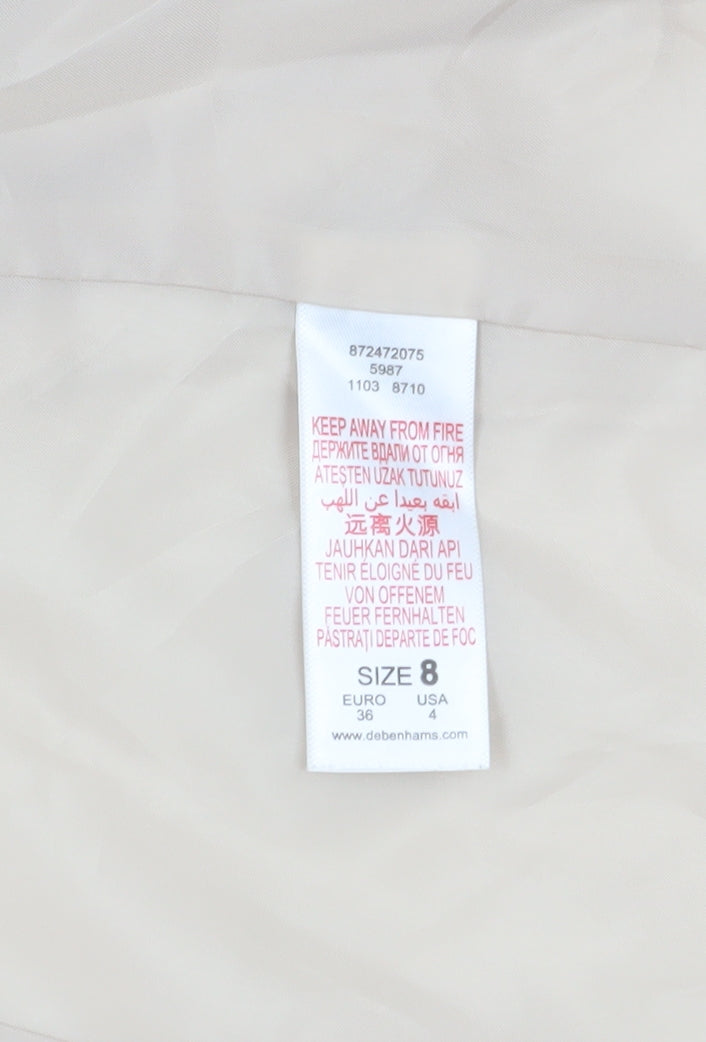 872472075
5987
1103 8710
KEEP AWAY FROM FIRE
ДЕРЖИТЕ ВДАЛИ ОТ ОГНЯ
ATEŞTEN UZAK TUTUNUZ
ابقه بعيدا عن اللهب
远离火源
JAUHKAN DARI API
TENIR ÉLOIGNÉ DU FEU
VON OFFENEM
FEUER FERNHALTEN
PĂSTRAȚI DEPARTE DE FOC
SIZE 8
EURO USA
36 4
www.debenhams.com